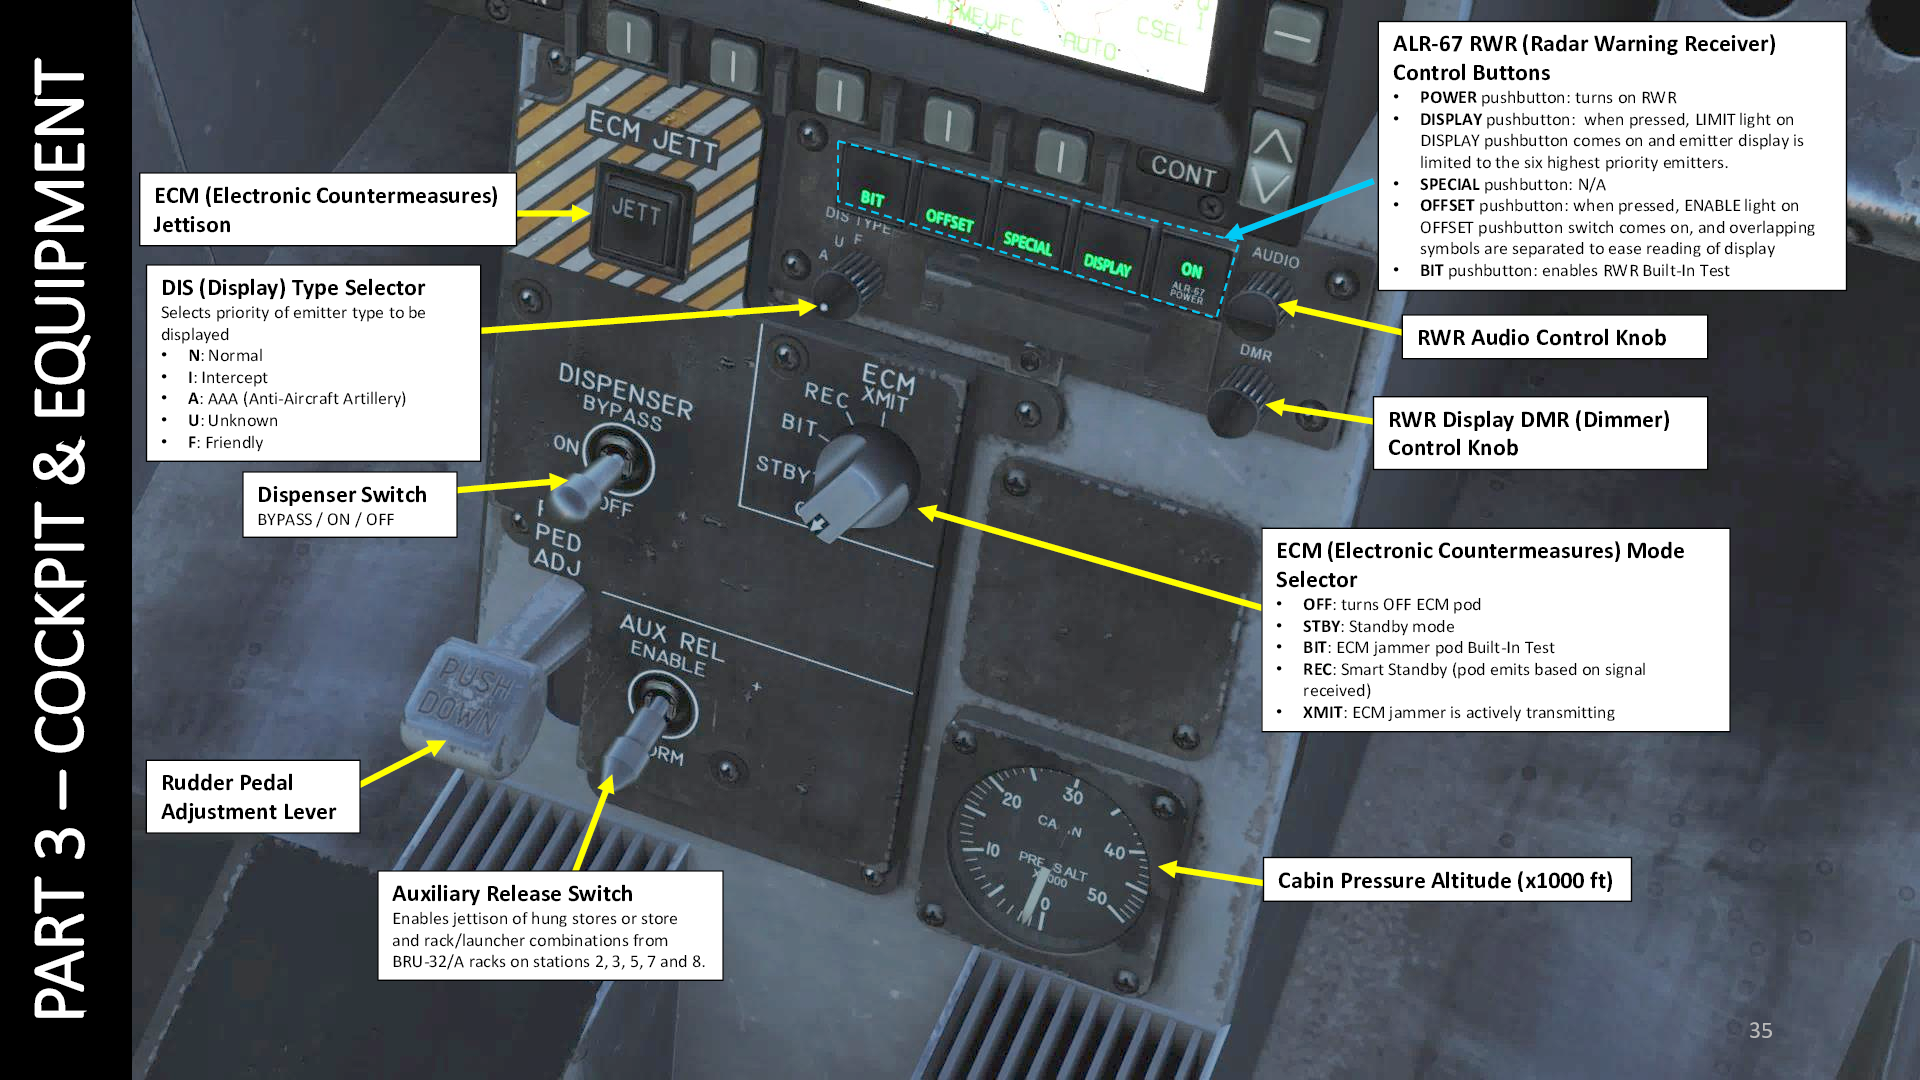 PART 3 – COCKPIT & EQUIPMENT
TIMEUFC
AUTO
CSEL
ECM JETT
JETT
CONT
BIT
OFFSET
SPECIAL
DISPLAY
ON
ALR-67
POWER
DIS TYPE
U F
A
AUDIO
DMR
DISPENSER
BYPASS
ON
OFF
ECM
XMIT
REC
BIT
STBY
PED
ADJ
AUX REL
ENABLE
PUSH
DOWN
30
20
40
10
50
0
ALR-67 RWR (Radar Warning Receiver)
Control Buttons
• POWER pushbutton: turns on RWR
• DISPLAY pushbutton: when pressed, LIMIT light on
DISPLAY pushbutton comes on and emitter display is
limited to the six highest priority emitters.
• SPECIAL pushbutton: N/A
• OFFSET pushbutton: when pressed, ENABLE light on
OFFSET pushbutton switch comes on, and overlapping
symbols are separated to ease reading of display
• BIT pushbutton: enables RWR Built-In Test
ECM (Electronic Countermeasures)
Jettison
DIS (Display) Type Selector
Selects priority of emitter type to be
displayed
• N: Normal
• I: Intercept
• A: AAA (Anti-Aircraft Artillery)
• U: Unknown
• F: Friendly
RWR Audio Control Knob
RWR Display DMR (Dimmer)
Control Knob
Dispenser Switch
BYPASS / ON / OFF
ECM (Electronic Countermeasures) Mode
Selector
• OFF: turns OFF ECM pod
• STBY: Standby mode
• BIT: ECM jammer pod Built-In Test
• REC: Smart Standby (pod emits based on signal
received)
• XMIT: ECM jammer is actively transmitting
Rudder Pedal
Adjustment Lever
Auxiliary Release Switch
Enables jettison of hung stores or store
and rack/launcher combinations from
BRU-32/A racks on stations 2, 3, 5, 7 and 8.
Cabin Pressure Altitude (x1000 ft)
35